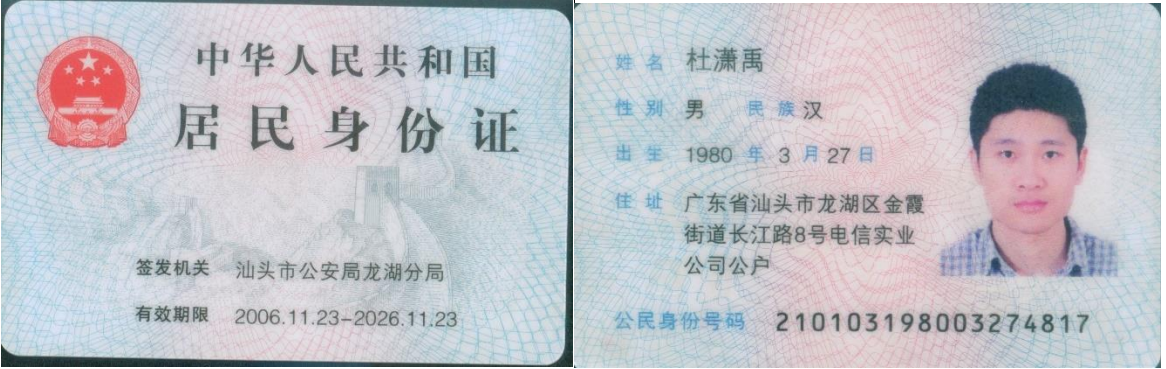 中华人民共和国
居民身份证
签发机关 汕头市公安局龙湖分局
有效期限 2006.11.23-2026.11.23
姓名 杜潇禹
性别 男 民族 汉
出生 1980 年 3 月 27 日
住址 广东省汕头市龙湖区金霞
街道长江路8号电信实业
公司公户
公民身份号码 210103198003274817